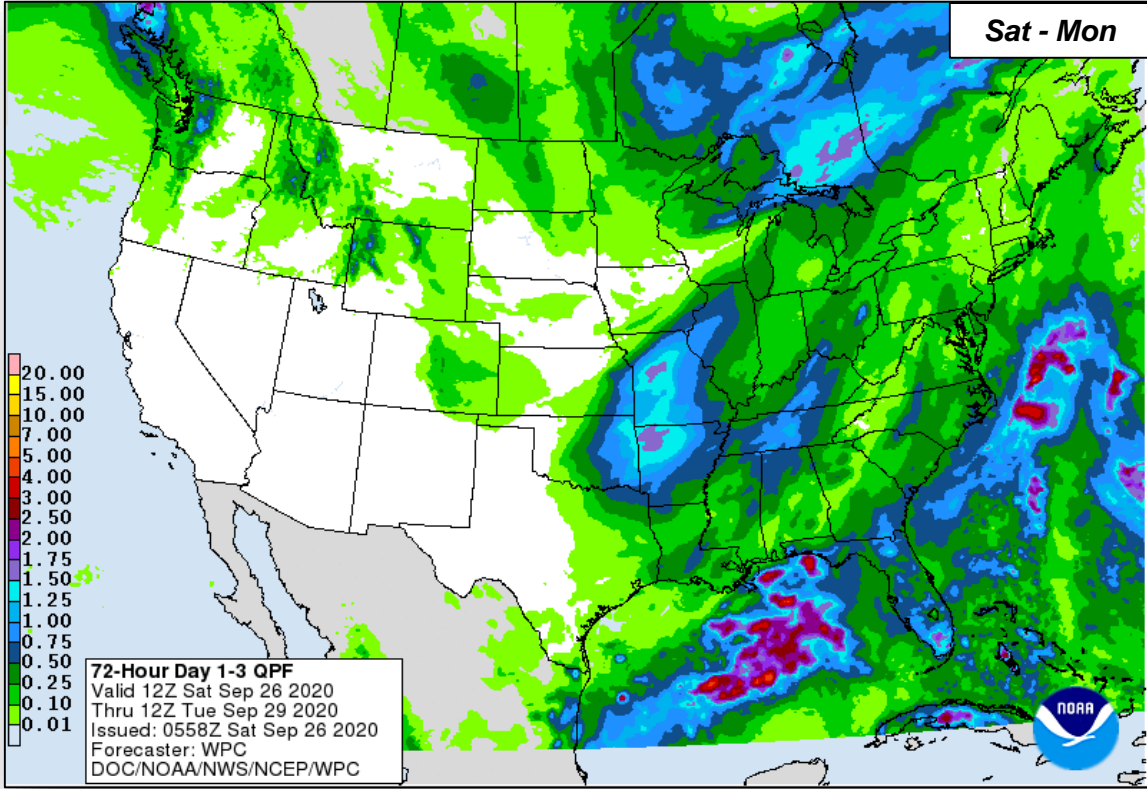 Sat - Mon
20.00
15.00
10.00
7.00
5.00
4.00
3.00
2.50
2.00
1.75
1.50
1.25
1.00
0.75
0.50
0.25
0.10
0.01
72-Hour Day 1-3 QPF
Valid 12Z Sat Sep 26 2020
Thru 12Z Tue Sep 29 2020
Issued: 0558Z Sat Sep 26 2020
Forecaster: WPC
DOC/NOAA/NWS/NCEP/WPC
NOAA